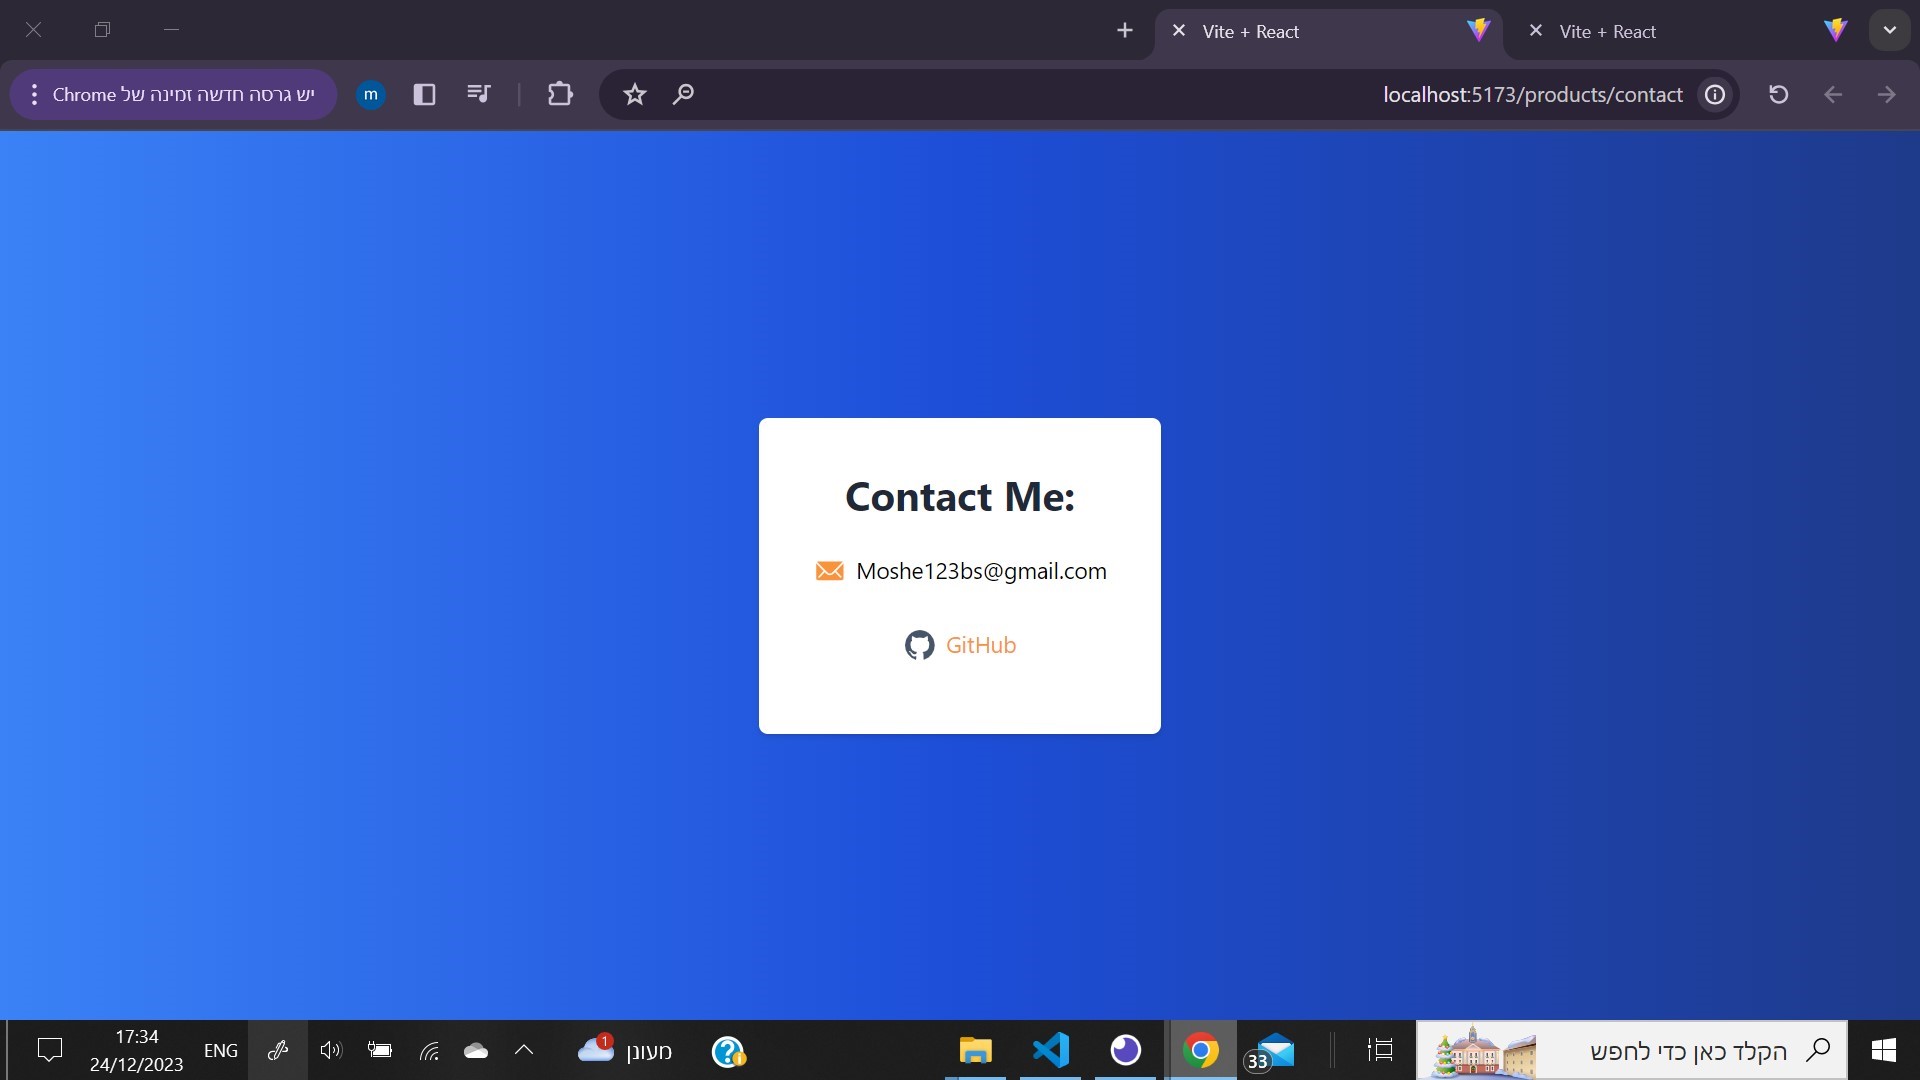 Vite + React
Vite + React
יש גרסה חדשה זמינה של Chrome
m
localhost:5173/products/contact
Contact Me:
Moshe123bs@gmail.com
GitHub
17:34
24/12/2023
ENG
1
מעונן
33
הקלד כאן כדי לחפש